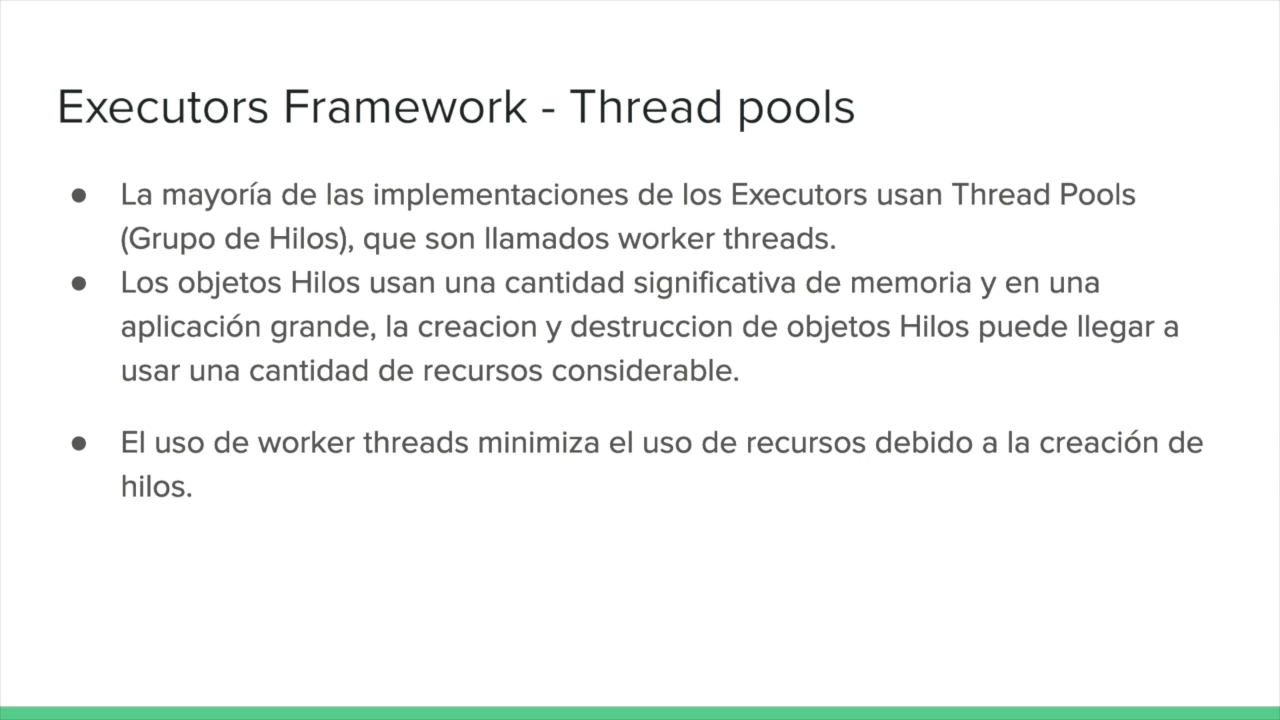 Executors Framework - Thread pools
● La mayoría de las implementaciones de los Executors usan Thread Pools
(Grupo de Hilos), que son llamados worker threads.
● Los objetos Hilos usan una cantidad significativa de memoria y en una
aplicación grande, la creacion y destruccion de objetos Hilos puede llegar a
usar una cantidad de recursos considerable.
● El uso de worker threads minimiza el uso de recursos debido a la creación de
hilos.